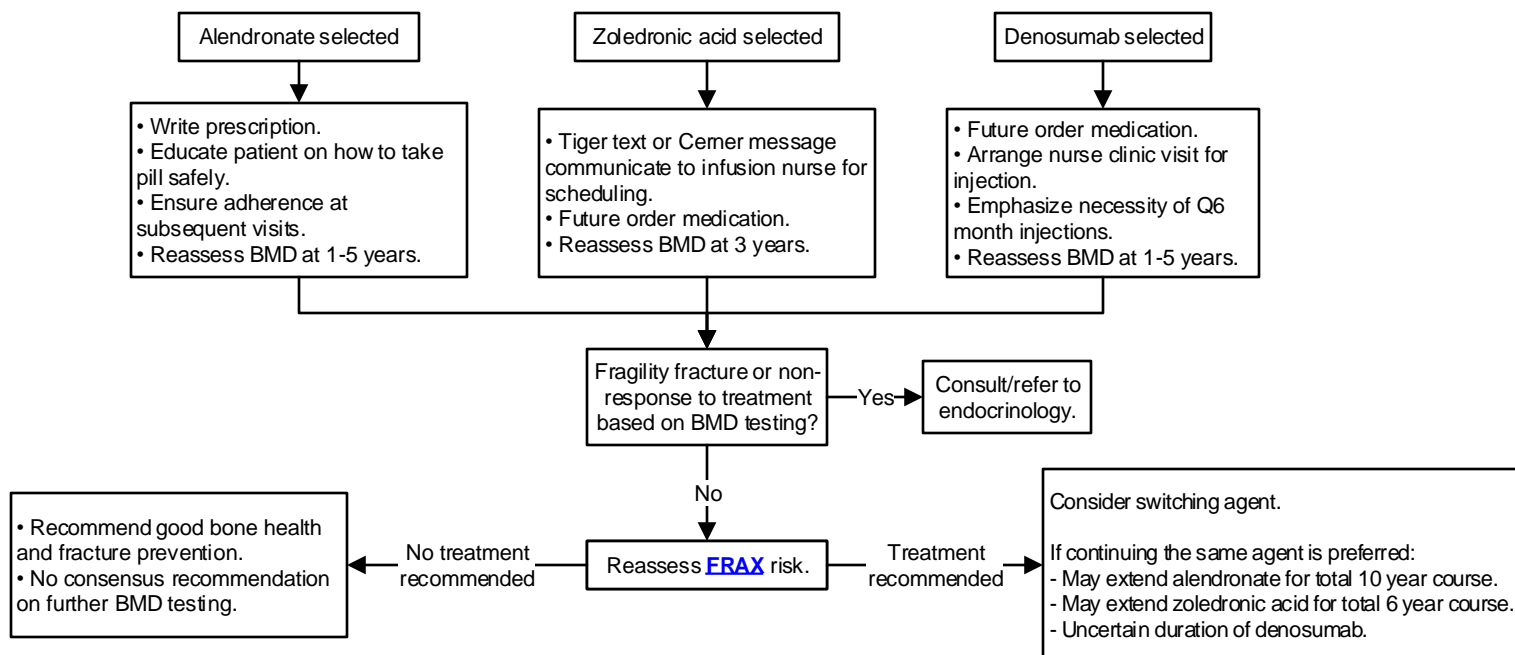 Alendronate selected
Zoledronic acid selected
Denosumab selected
• Write prescription.
• Educate patient on how to take
pill safely.
• Ensure adherence at
subsequent visits.
• Reassess BMD at 1-5 years.
• Tiger text or Cerner message
communicate to infusion nurse for
scheduling.
• Future order medication.
• Reassess BMD at 3 years.
• Future order medication.
• Arrange nurse clinic visit for
injection.
• Emphasize necessity of Q6
month injections.
• Reassess BMD at 1-5 years.
Fragility fracture or non-
response to treatment
based on BMD testing?
Yes
Consult/refer to
endocrinology.
No
Reassess FRAX risk.
No treatment
recommended
• Recommend good bone health
and fracture prevention.
• No consensus recommendation
on further BMD testing.
Treatment
recommended
Consider switching agent.
If continuing the same agent is preferred:
- May extend alendronate for total 10 year course.
- May extend zoledronic acid for total 6 year course.
- Uncertain duration of denosumab.